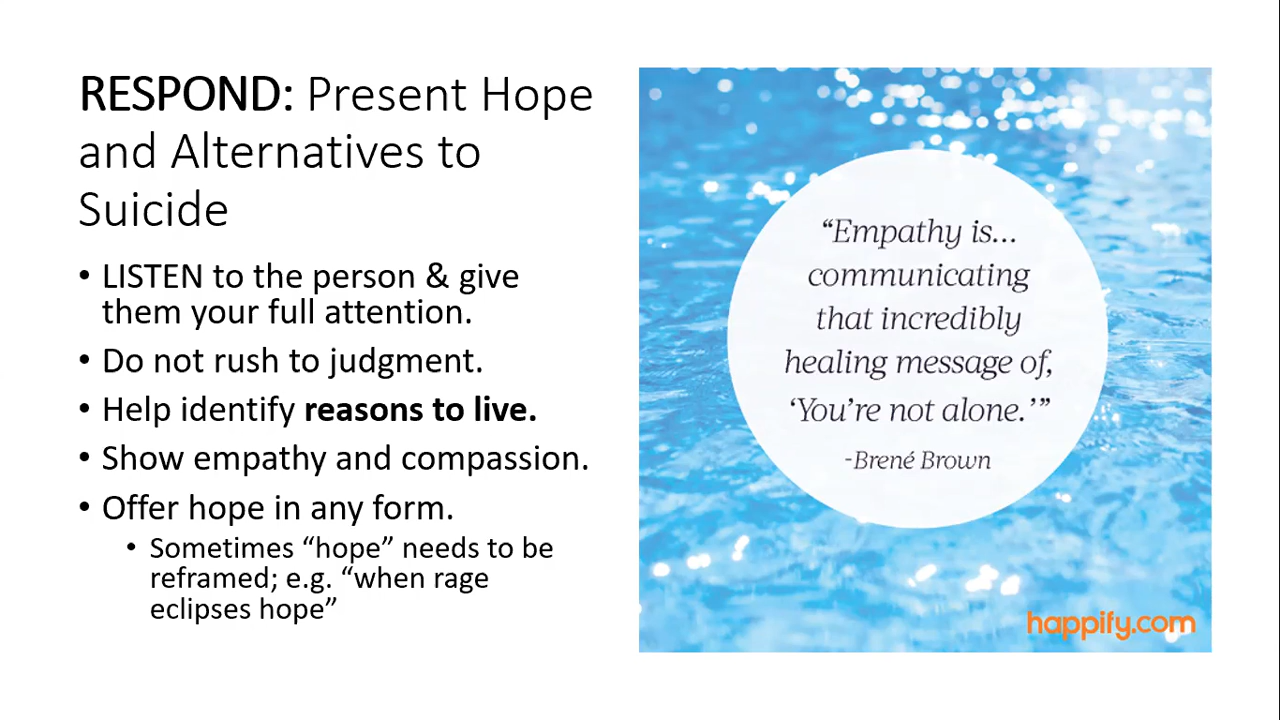 RESPOND: Present Hope
and Alternatives to
Suicide
• LISTEN to the person & give
them your full attention.
• Do not rush to judgment.
• Help identify reasons to live.
• Show empathy and compassion.
• Offer hope in any form.
• Sometimes “hope” needs to be
reframed; e.g. “when rage
eclipses hope”
“Empathy is...
communicating
that incredibly
healing message of,
‘You’re not alone.’”
-Brené Brown
happify.com